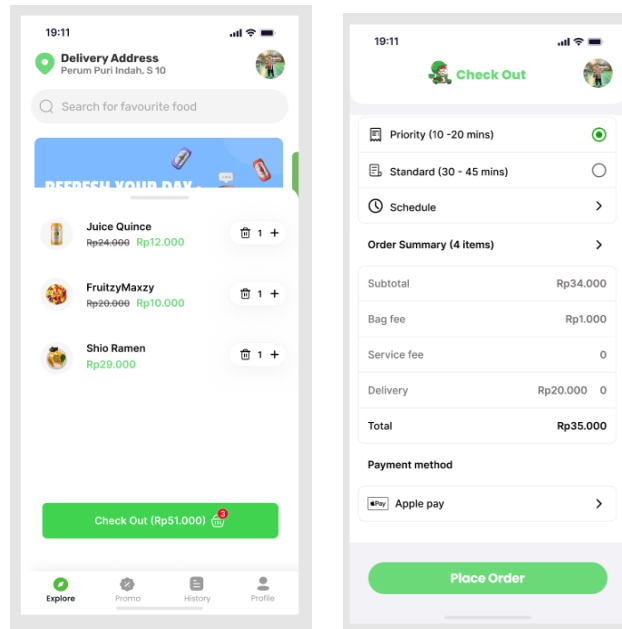 19:11
Delivery Address
Perum Puri Indah, S 10
Search for favourite food
REFRESH YOUR DAY
Juice Quince
Rp24.000 Rp12.000
1 +
FruitzyMaxzy
Rp20.000 Rp10.000
1 +
Shio Ramen
Rp29.000
1 +
Check Out (Rp51.000) 3
Explore Promo History Profile
19:11
Check Out
Priority (10 -20 mins)
Standard (30 - 45 mins)
Schedule
Order Summary (4 items)
Subtotal Rp34.000
Bag fee Rp1.000
Service fee 0
Delivery Rp20.000 0
Total Rp35.000
Payment method
Pay Apple pay
Place Order